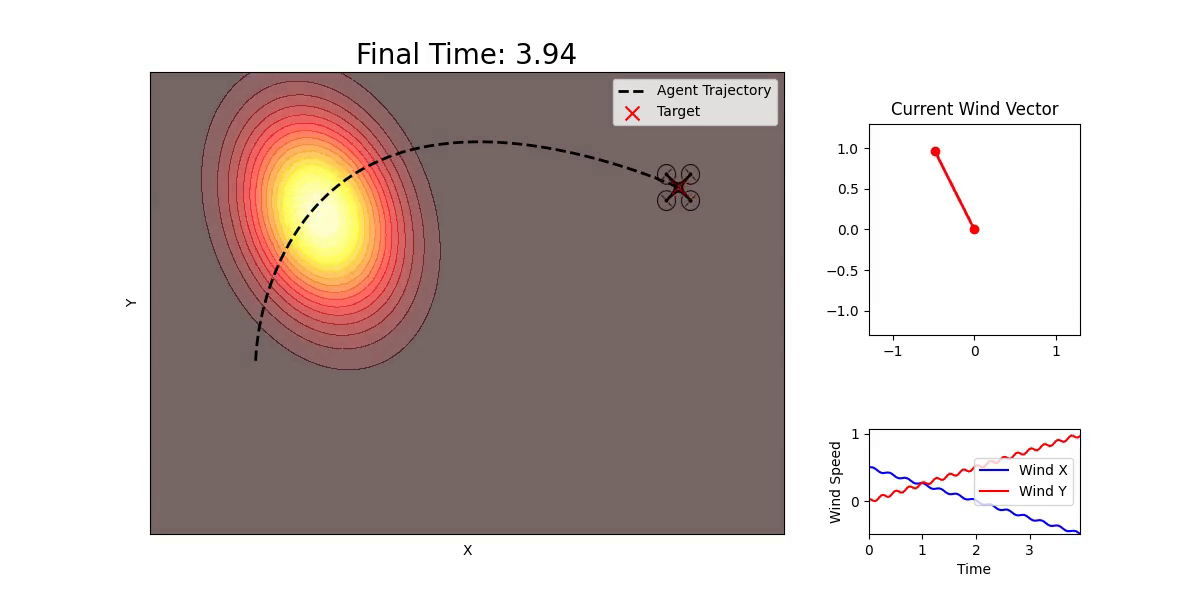 Final Time: 3.94
Agent Trajectory
Target
Y
X
Current Wind Vector
1.0
0.5
0.0
−0.5
−1.0
−1 0 1
Wind Speed
1
0
Wind X
Wind Y
0 1 2 3
Time